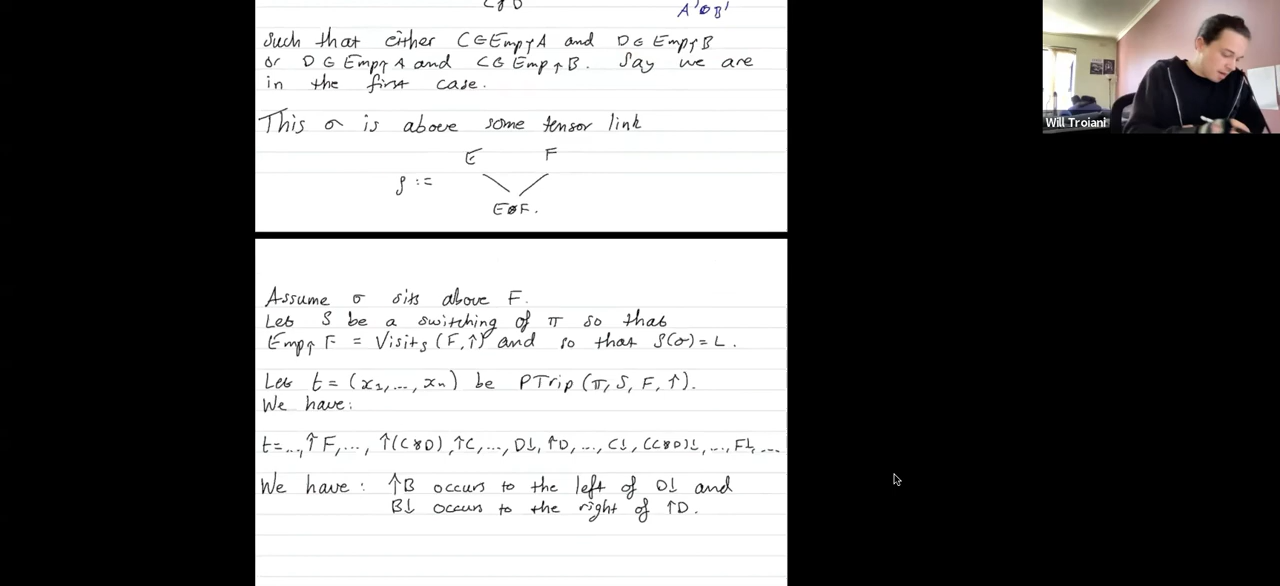 A'⊗B'
such that either C∈Emp↑A and D∈Emp↑B
or D∈Emp↑A and C∈Emp↑B. Say we are
in the first case.
This σ is above some tensor link
E F
ρ :=
E⊗F.
Assume σ sits above F.
Let S be a switching of π so that
Emp↑F = Visits(F,↑) and so that S(σ)=L.
Let t=(x1,...,xn) be PTrip(π,S,F,↑).
We have:
t=...,↑F,...,↑(C⅋D),↑C,...,D↓,↑D,...,C↓,(C⅋D)↓,...,F↓,...
We have: ↑B occurs to the left of D↓ and
B↓ occurs to the right of ↑D.
Will Troiani